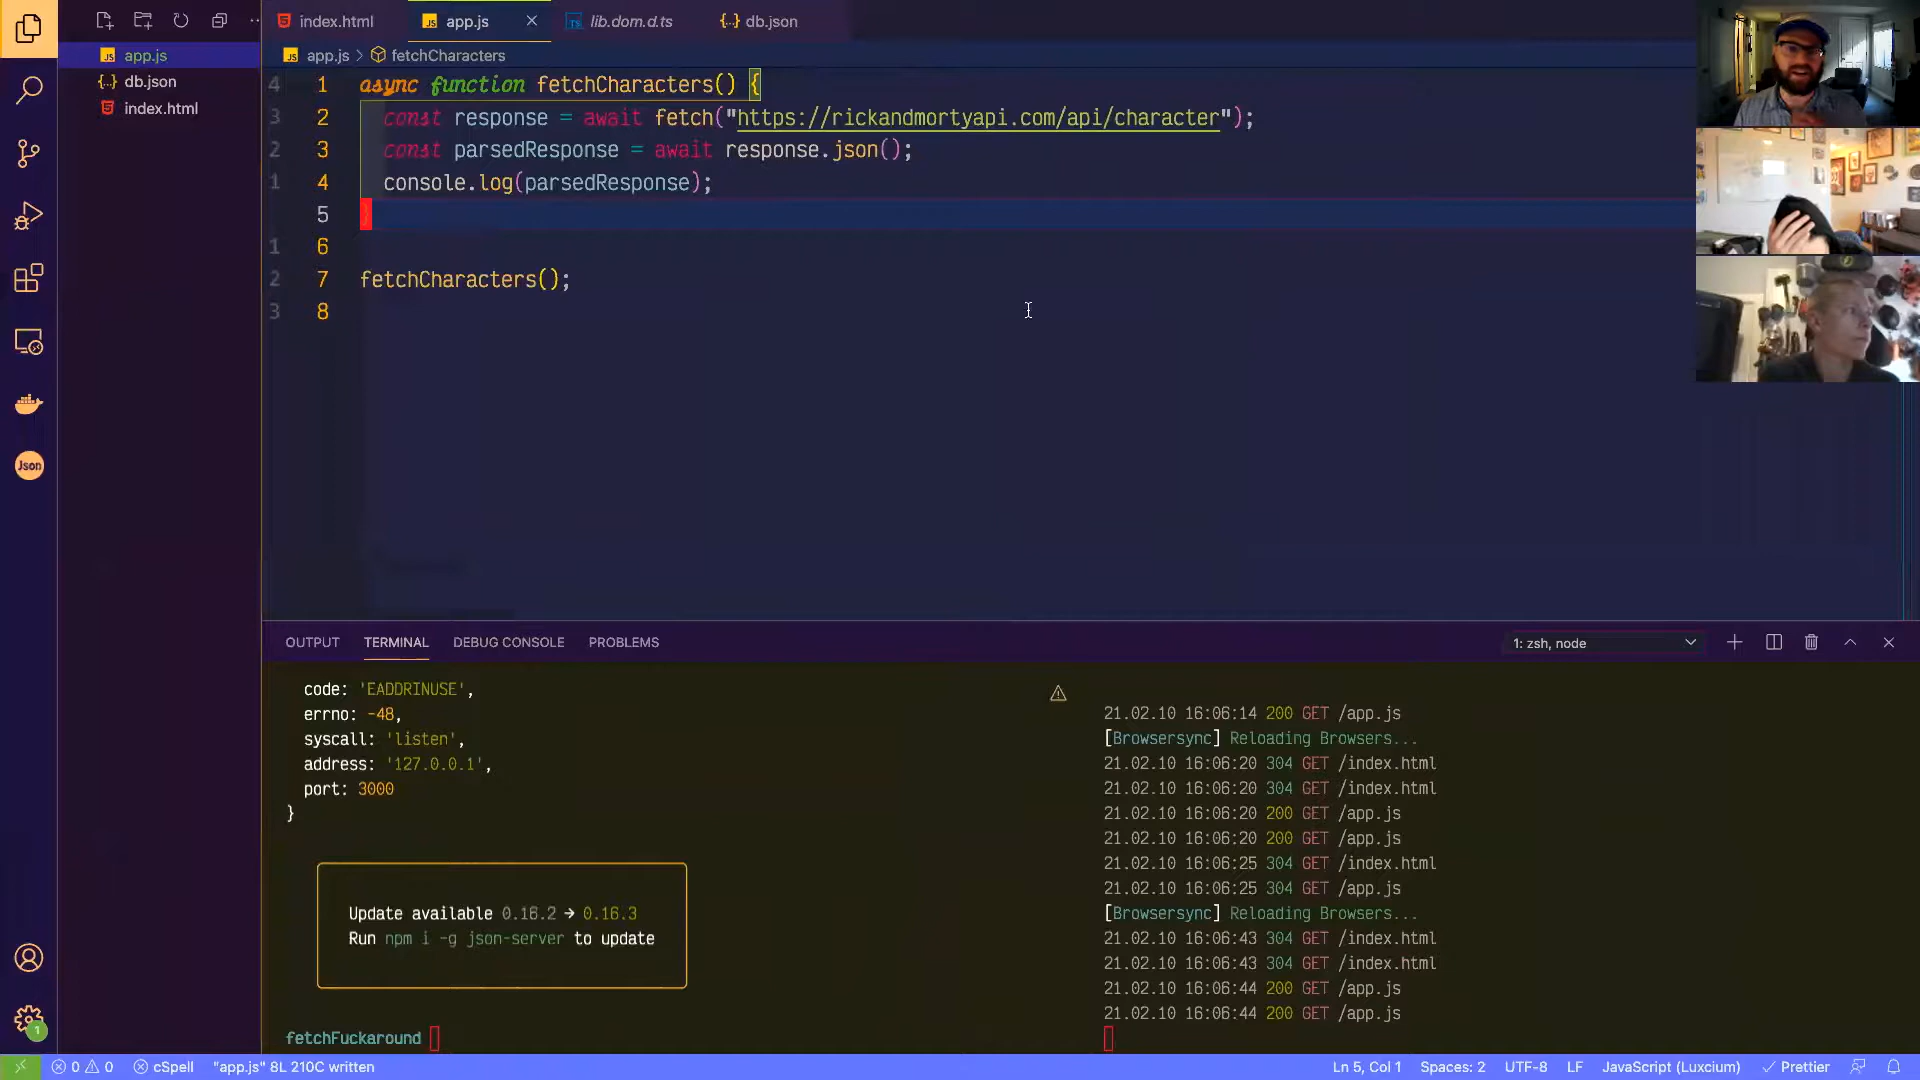 index.html
app.js
lib.dom.d.ts
db.json
app.js
db.json
index.html
app.js > fetchCharacters
4 1 async function fetchCharacters() {
3 2 const response = await fetch("https://rickandmortyapi.com/api/character");
2 3 const parsedResponse = await response.json();
1 4 console.log(parsedResponse);
5 }
1 6
2 7 fetchCharacters();
3 8
Json
OUTPUT TERMINAL DEBUG CONSOLE PROBLEMS
1: zsh, node
code: 'EADDRINUSE',
errno: -48,
syscall: 'listen',
address: '127.0.0.1',
port: 3000
}
Update available 0.16.2 → 0.16.3
Run npm i -g json-server to update
fetchFuckaround
21.02.10 16:06:14 200 GET /app.js
[Browsersync] Reloading Browsers...
21.02.10 16:06:20 304 GET /index.html
21.02.10 16:06:20 304 GET /index.html
21.02.10 16:06:20 200 GET /app.js
21.02.10 16:06:20 200 GET /app.js
21.02.10 16:06:25 304 GET /index.html
21.02.10 16:06:25 304 GET /app.js
[Browsersync] Reloading Browsers...
21.02.10 16:06:43 304 GET /index.html
21.02.10 16:06:43 304 GET /index.html
21.02.10 16:06:44 200 GET /app.js
21.02.10 16:06:44 200 GET /app.js
1
0 0 cSpell "app.js" 8L 210C written
Ln 5, Col 1 Spaces: 2 UTF-8 LF JavaScript (Luxcium) Prettier